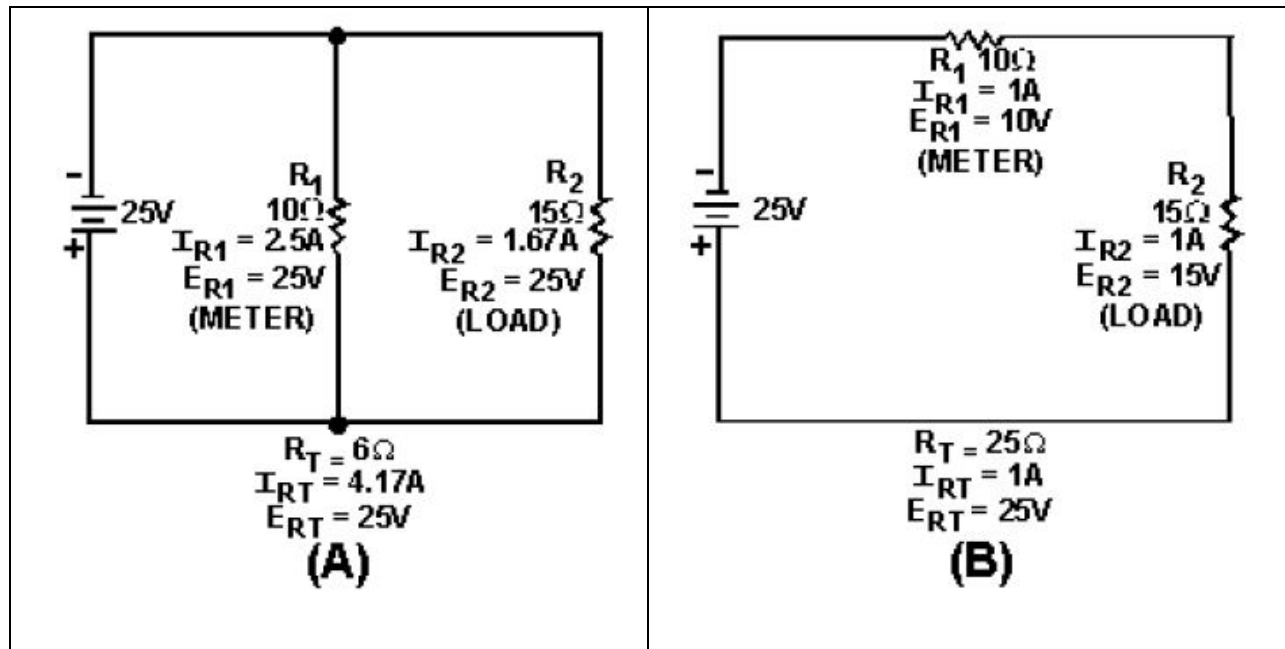 -
25V
+
R1
10Ω
IR1 = 2.5A
ER1 = 25V
(METER)
R2
15Ω
IR2 = 1.67A
ER2 = 25V
(LOAD)
RT = 6Ω
IRT = 4.17A
ERT = 25V
(A)
R1 10Ω
IR1 = 1A
ER1 = 10V
(METER)
-
25V
+
R2
15Ω
IR2 = 1A
ER2 = 15V
(LOAD)
RT = 25Ω
IRT = 1A
ERT = 25V
(B)